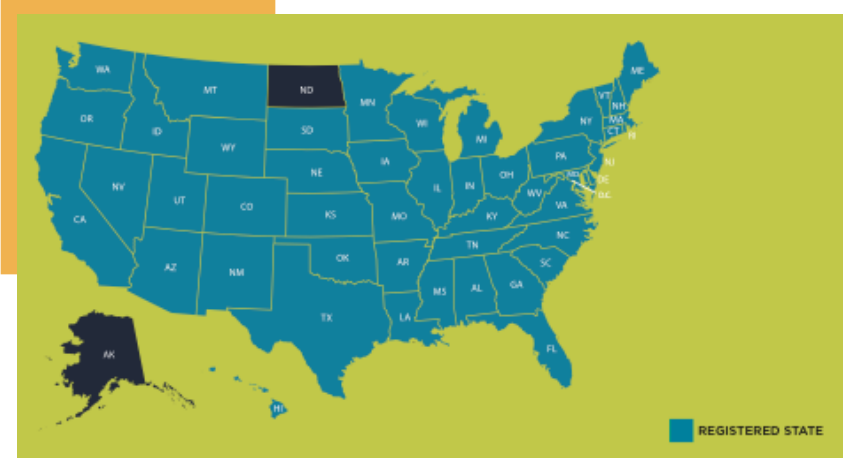 ME
WA
VT
MT
ND
NH
MN
OR
MA
NY
WI
ID
SD
CT
RI
MI
WY
PA
IA
NJ
NE
OH
MD
DE
NV
IL
IN
UT
WV
D.C.
CO
VA
KS
MO
KY
CA
NC
TN
OK
AR
SC
AZ
NM
MS
AL
GA
TX
LA
FL
AK
HI
REGISTERED STATE